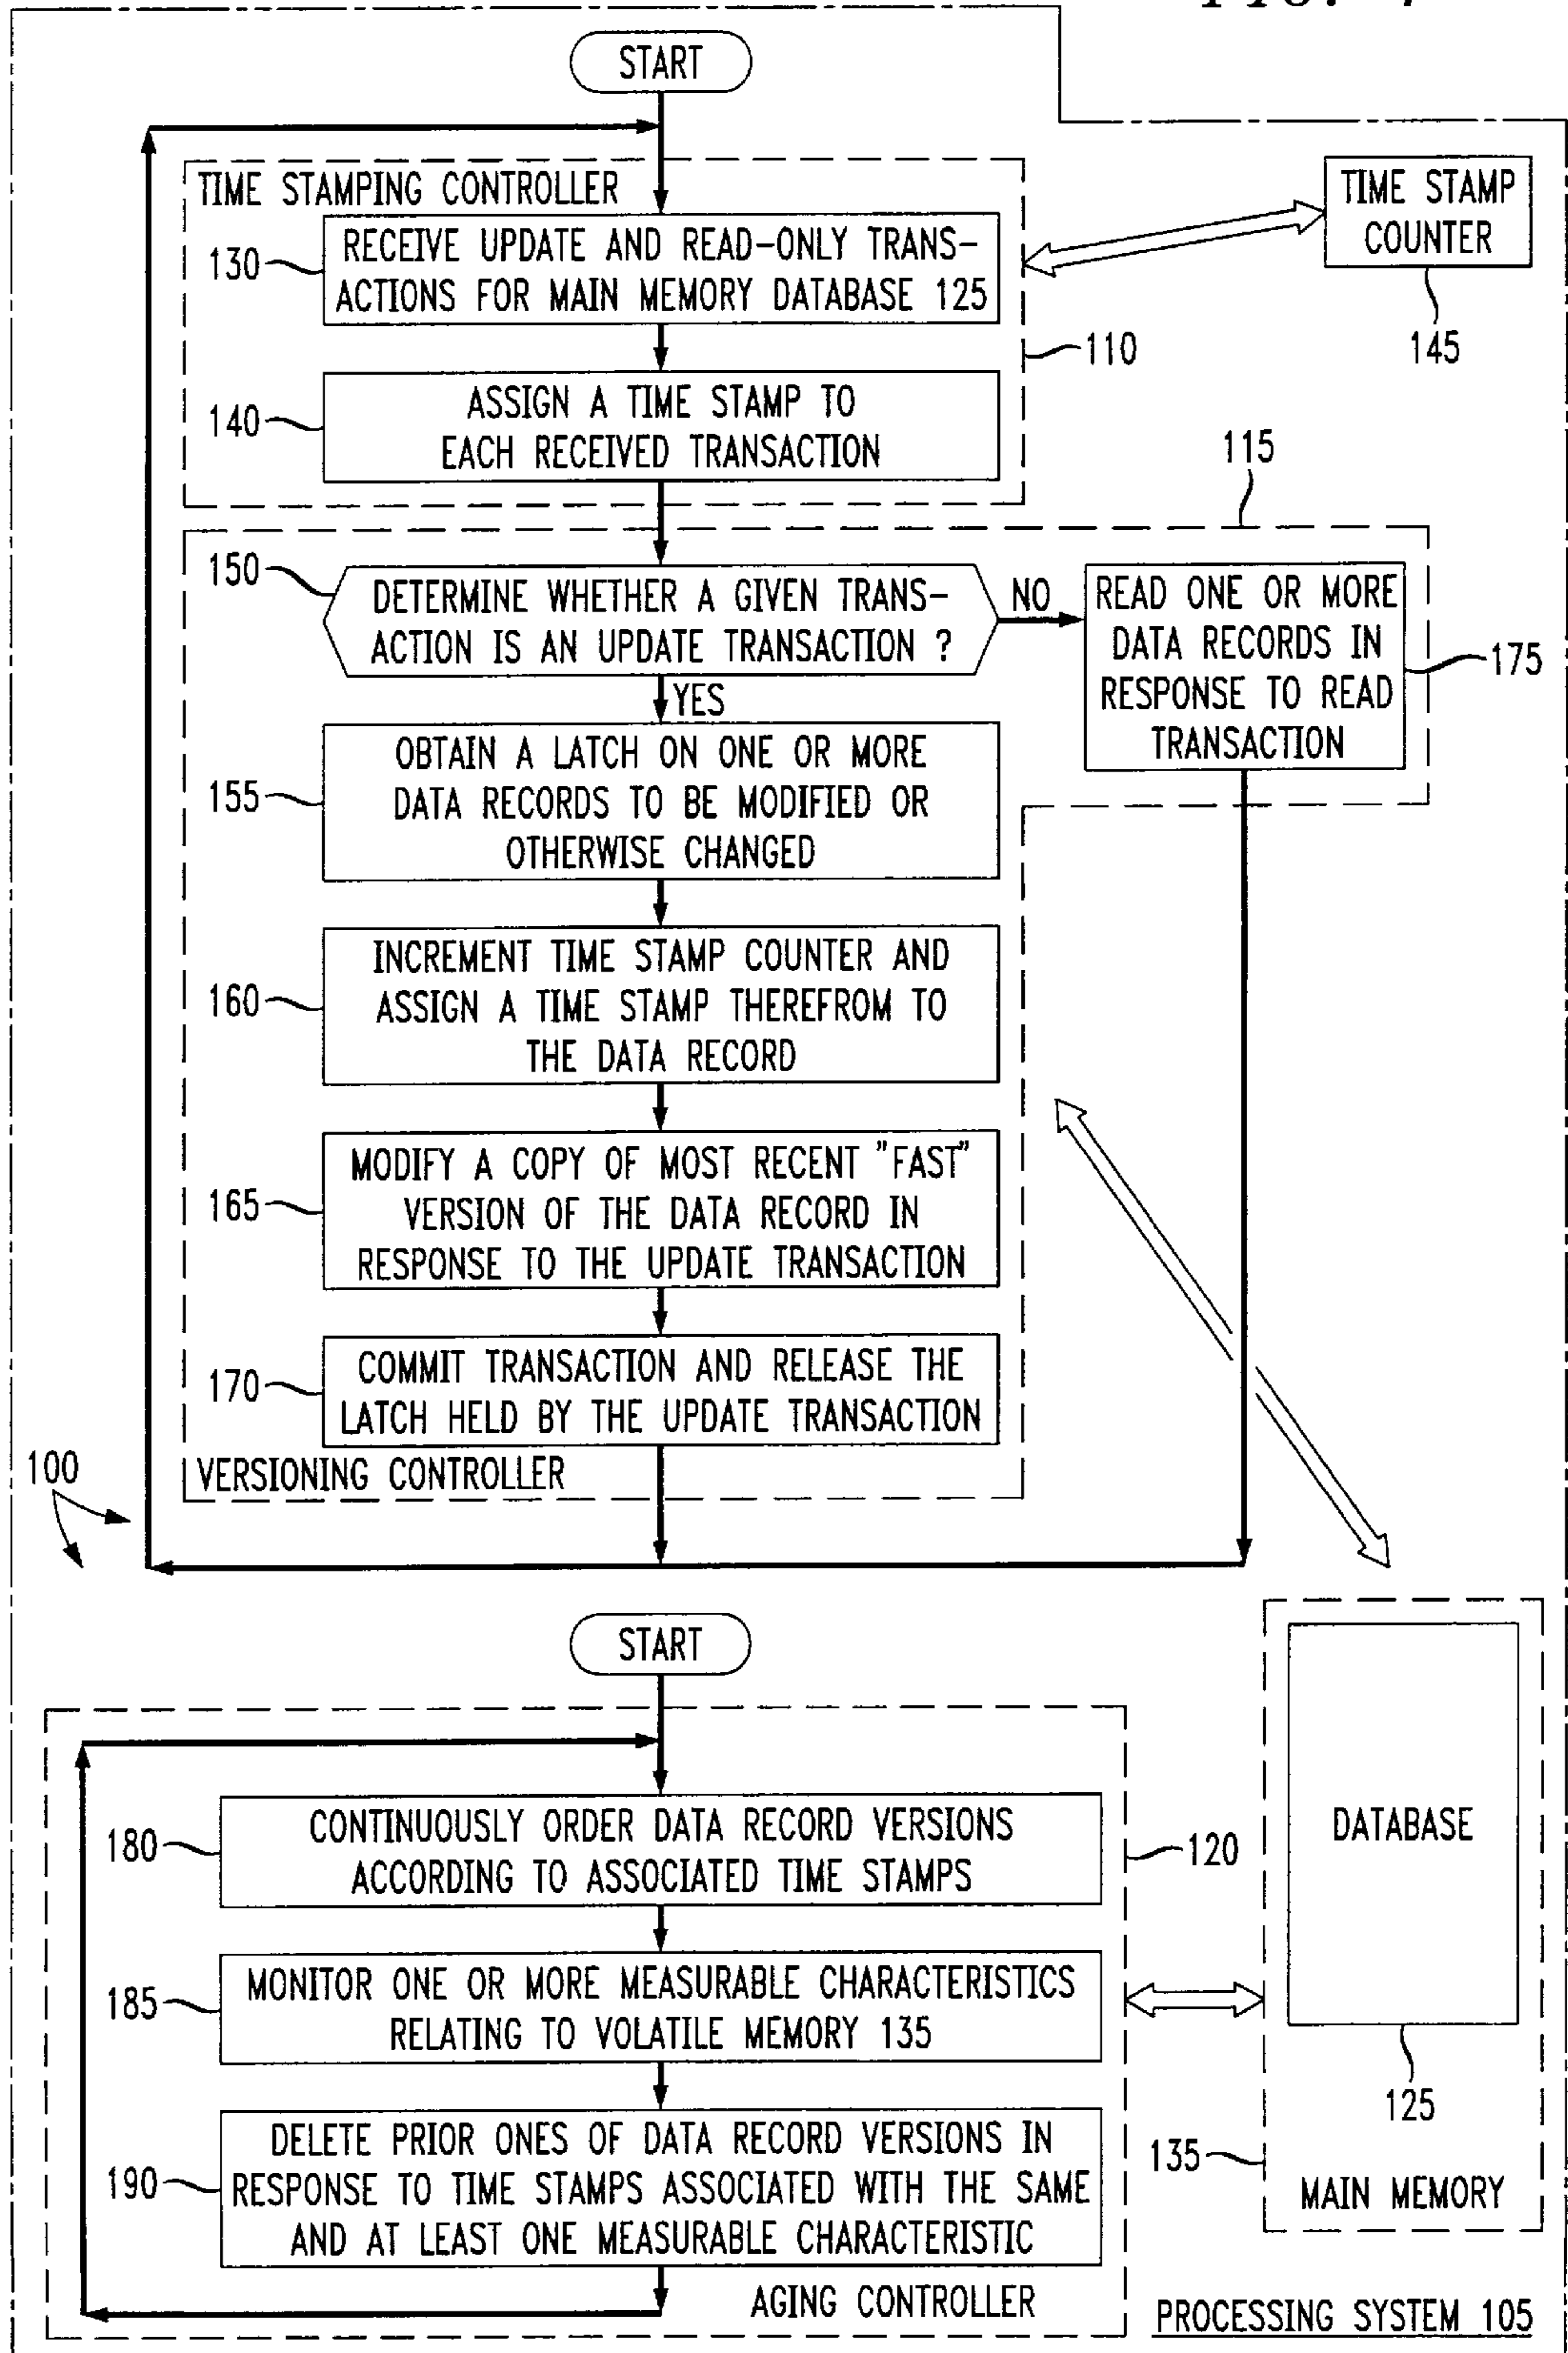 START
TIME STAMPING CONTROLLER
130
RECEIVE UPDATE AND READ-ONLY TRANS-
ACTIONS FOR MAIN MEMORY DATABASE 125
TIME STAMP
COUNTER
145
110
140
ASSIGN A TIME STAMP TO
EACH RECEIVED TRANSACTION
115
150
DETERMINE WHETHER A GIVEN TRANS-
ACTION IS AN UPDATE TRANSACTION ?
NO
YES
READ ONE OR MORE
DATA RECORDS IN
RESPONSE TO READ
TRANSACTION
175
155
OBTAIN A LATCH ON ONE OR MORE
DATA RECORDS TO BE MODIFIED OR
OTHERWISE CHANGED
160
INCREMENT TIME STAMP COUNTER AND
ASSIGN A TIME STAMP THEREFROM TO
THE DATA RECORD
165
MODIFY A COPY OF MOST RECENT "FAST"
VERSION OF THE DATA RECORD IN
RESPONSE TO THE UPDATE TRANSACTION
170
COMMIT TRANSACTION AND RELEASE THE
LATCH HELD BY THE UPDATE TRANSACTION
VERSIONING CONTROLLER
100
START
180
CONTINUOUSLY ORDER DATA RECORD VERSIONS
ACCORDING TO ASSOCIATED TIME STAMPS
120
185
MONITOR ONE OR MORE MEASURABLE CHARACTERISTICS
RELATING TO VOLATILE MEMORY 135
190
DELETE PRIOR ONES OF DATA RECORD VERSIONS IN
RESPONSE TO TIME STAMPS ASSOCIATED WITH THE SAME
AND AT LEAST ONE MEASURABLE CHARACTERISTIC
AGING CONTROLLER
DATABASE
125
135
MAIN MEMORY
PROCESSING SYSTEM 105